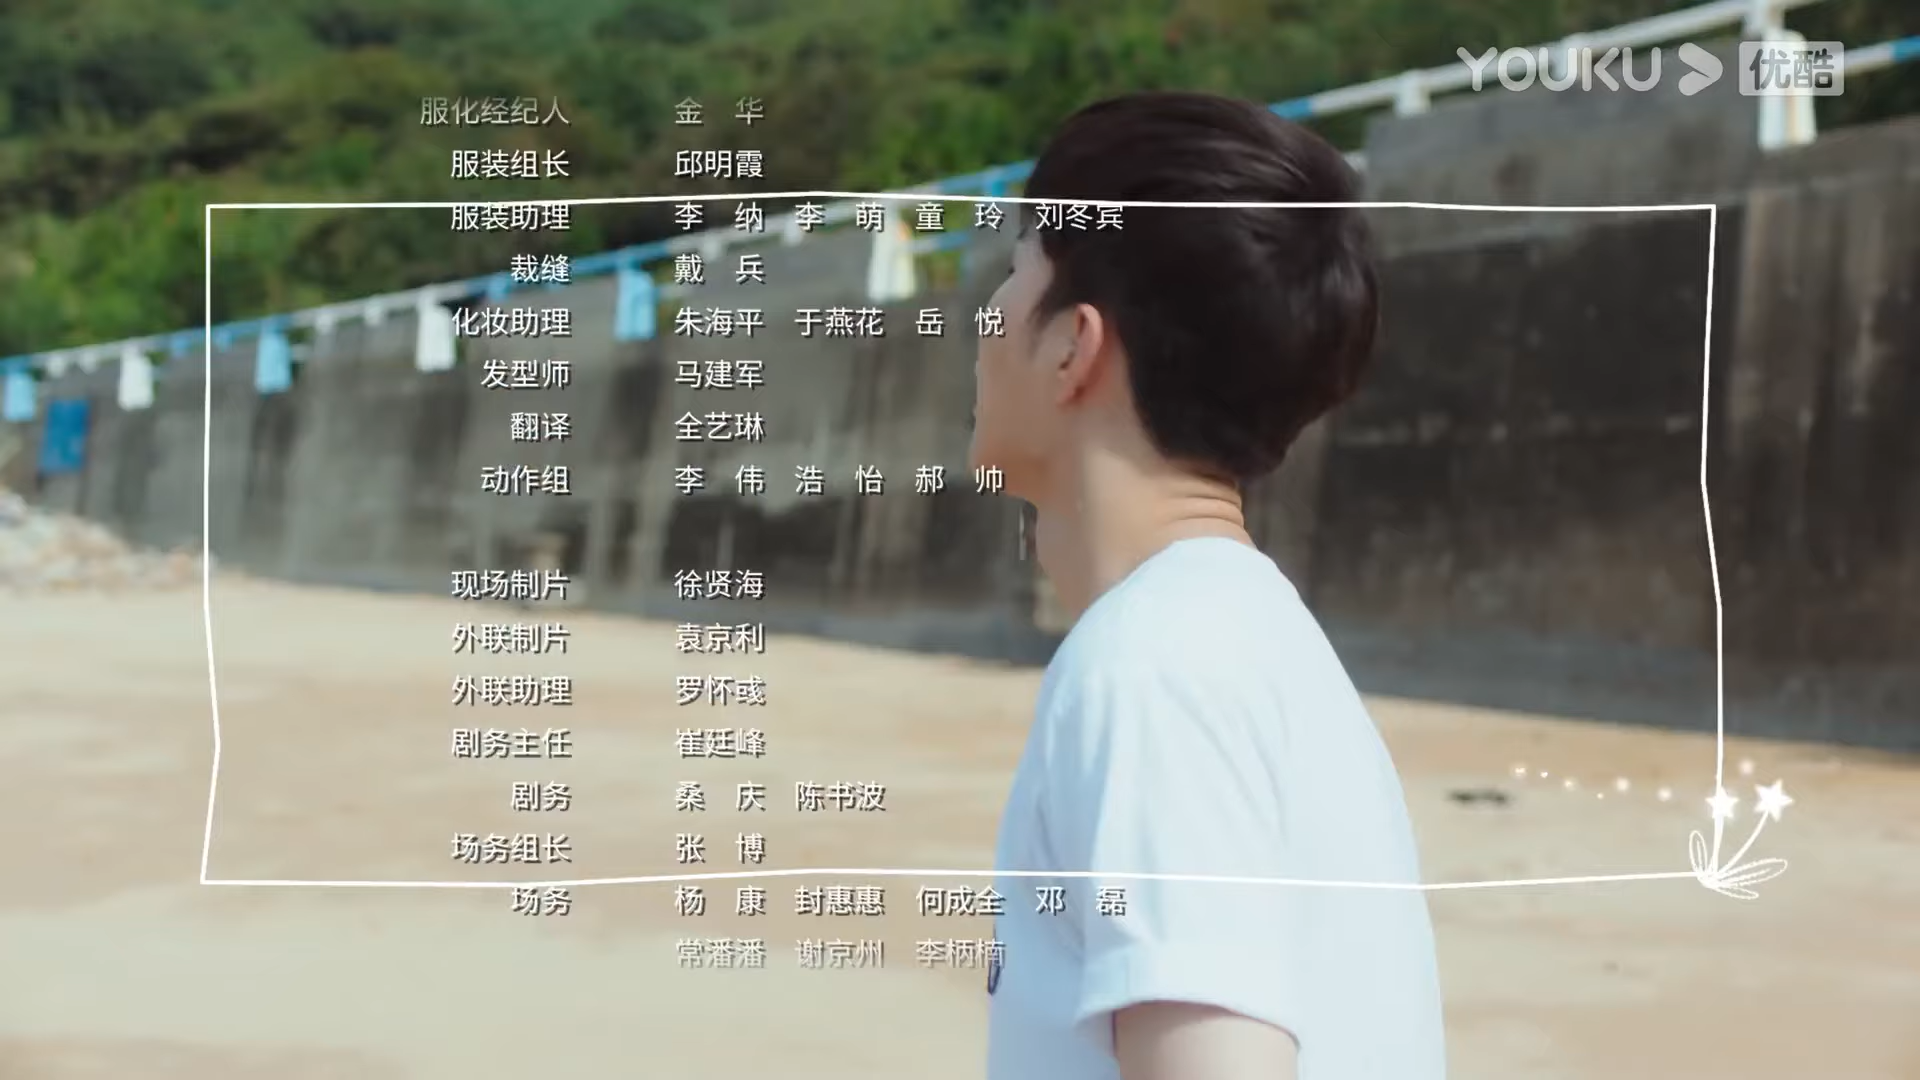 YOUKU 优酷
服化经纪人 金 华
服装组长 邱明霞
服装助理 李 纳 李 萌 童 玲 刘冬宾
裁缝 戴 兵
化妆助理 朱海平 于燕花 岳 悦
发型师 马建军
翻译 全艺琳
动作组 李 伟 浩 怡 郝 帅
现场制片 徐贤海
外联制片 袁京利
外联助理 罗怀彧
剧务主任 崔廷峰
剧务 桑 庆 陈书波
场务组长 张 博
场务 杨 康 封惠惠 何成全 邓 磊
常潘潘 谢京州 李柄楠